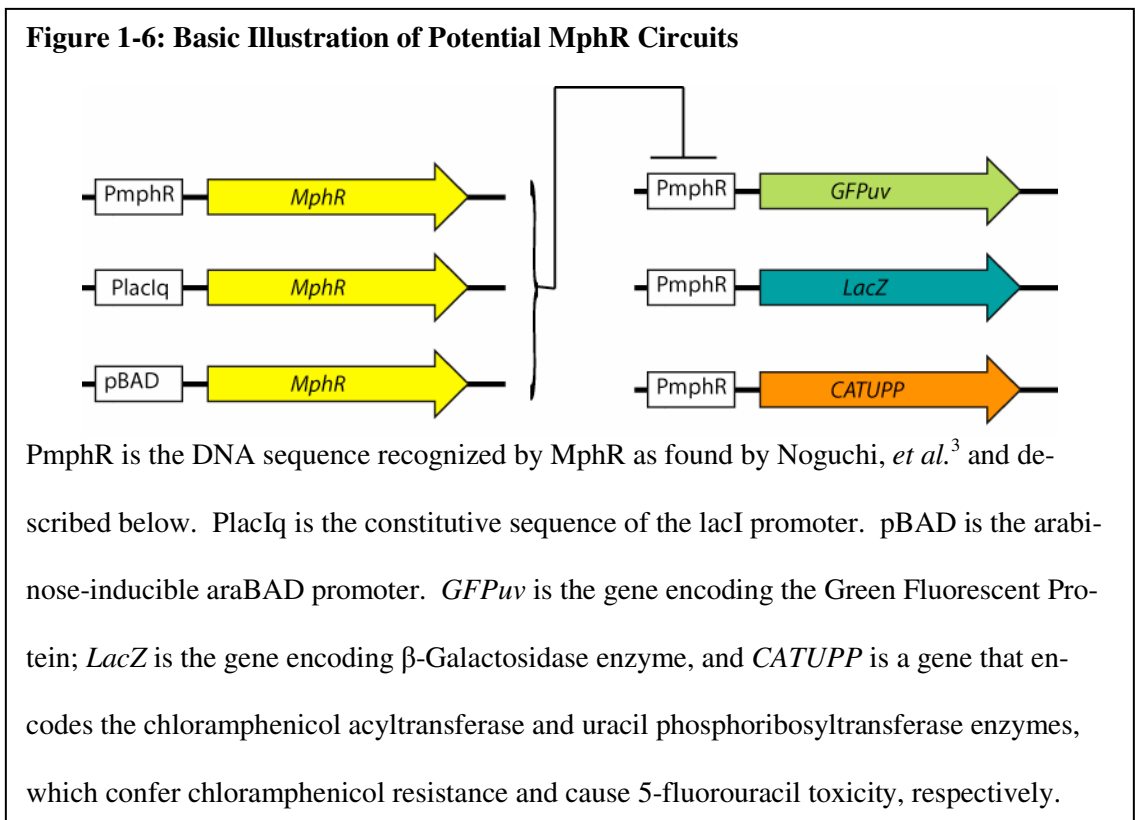 Figure 1-6: Basic Illustration of Potential MphR Circuits
PmphR MphR PmphR GFPuv
PlacIq MphR PmphR LacZ
pBAD MphR PmphR CATUPP
PmphR is the DNA sequence recognized by MphR as found by Noguchi, et al.3 and de-
scribed below. PlacIq is the constitutive sequence of the lacI promoter. pBAD is the arabi-
nose-inducible araBAD promoter. GFPuv is the gene encoding the Green Fluorescent Pro-
tein; LacZ is the gene encoding β-Galactosidase enzyme, and CATUPP is a gene that en-
codes the chloramphenicol acyltransferase and uracil phosphoribosyltransferase enzymes,
which confer chloramphenicol resistance and cause 5-fluorouracil toxicity, respectively.